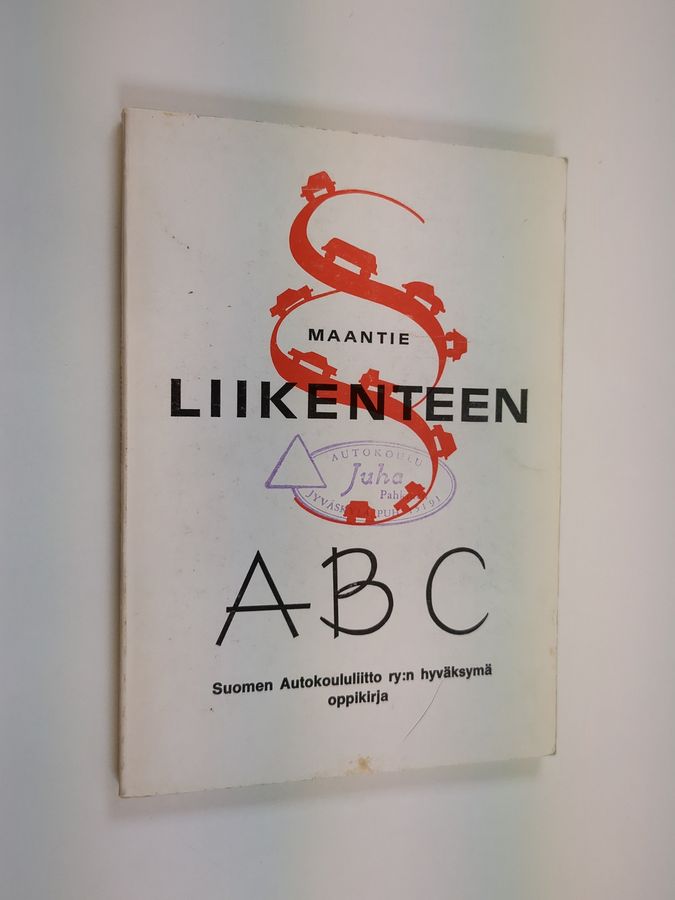 MAANTIE
LIIKENTEEN
AUTOKOULU
Juha
ABC
Suomen Autokoululiitto ry:n hyväksymä
oppikirja